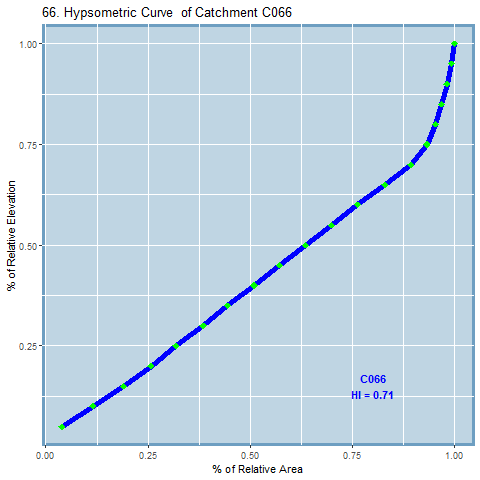 66. Hypsometric Curve  of Catchment C066
1.00
0.75
0.50
0.25
% of Relative Elevation
C066
HI = 0.71
0.00 0.25 0.50 0.75 1.00
% of Relative Area